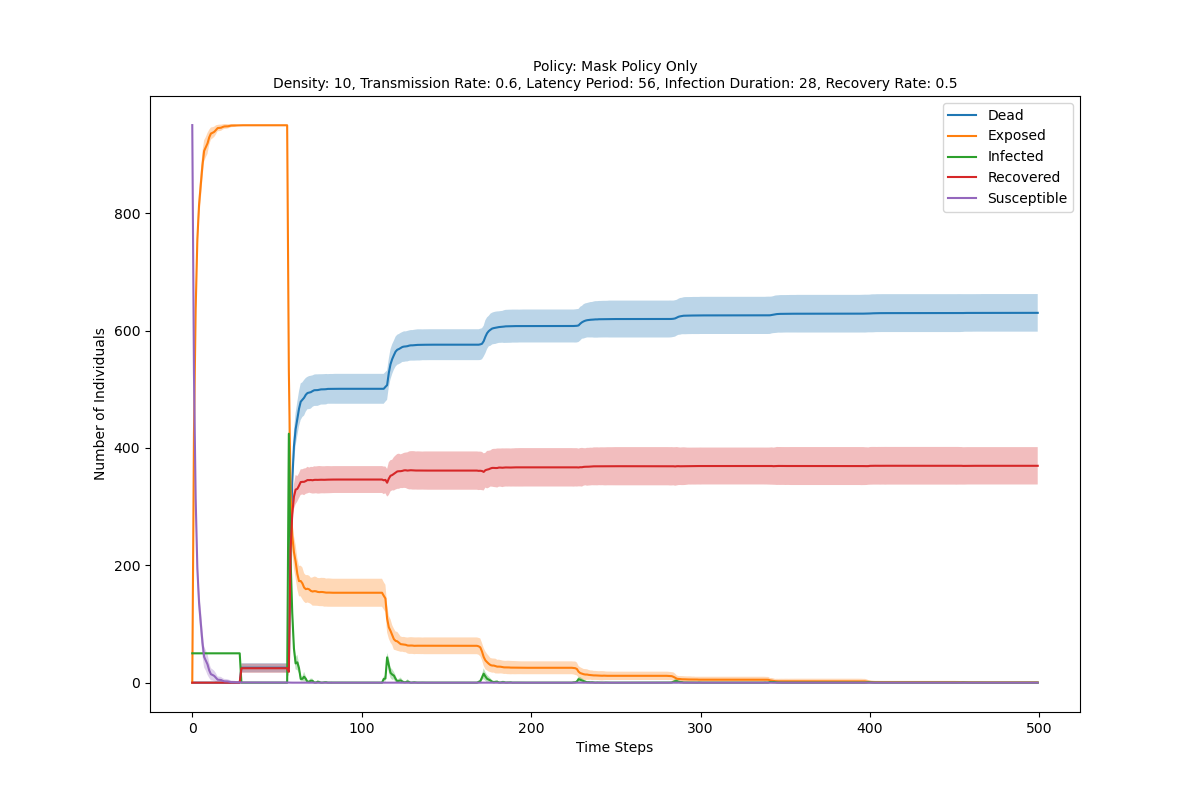 Policy: Mask Policy Only
Density: 10, Transmission Rate: 0.6, Latency Period: 56, Infection Duration: 28, Recovery Rate: 0.5
Dead
Exposed
Infected
Recovered
Susceptible
Number of Individuals
800
600
400
200
0
0
100
200
300
400
500
Time Steps